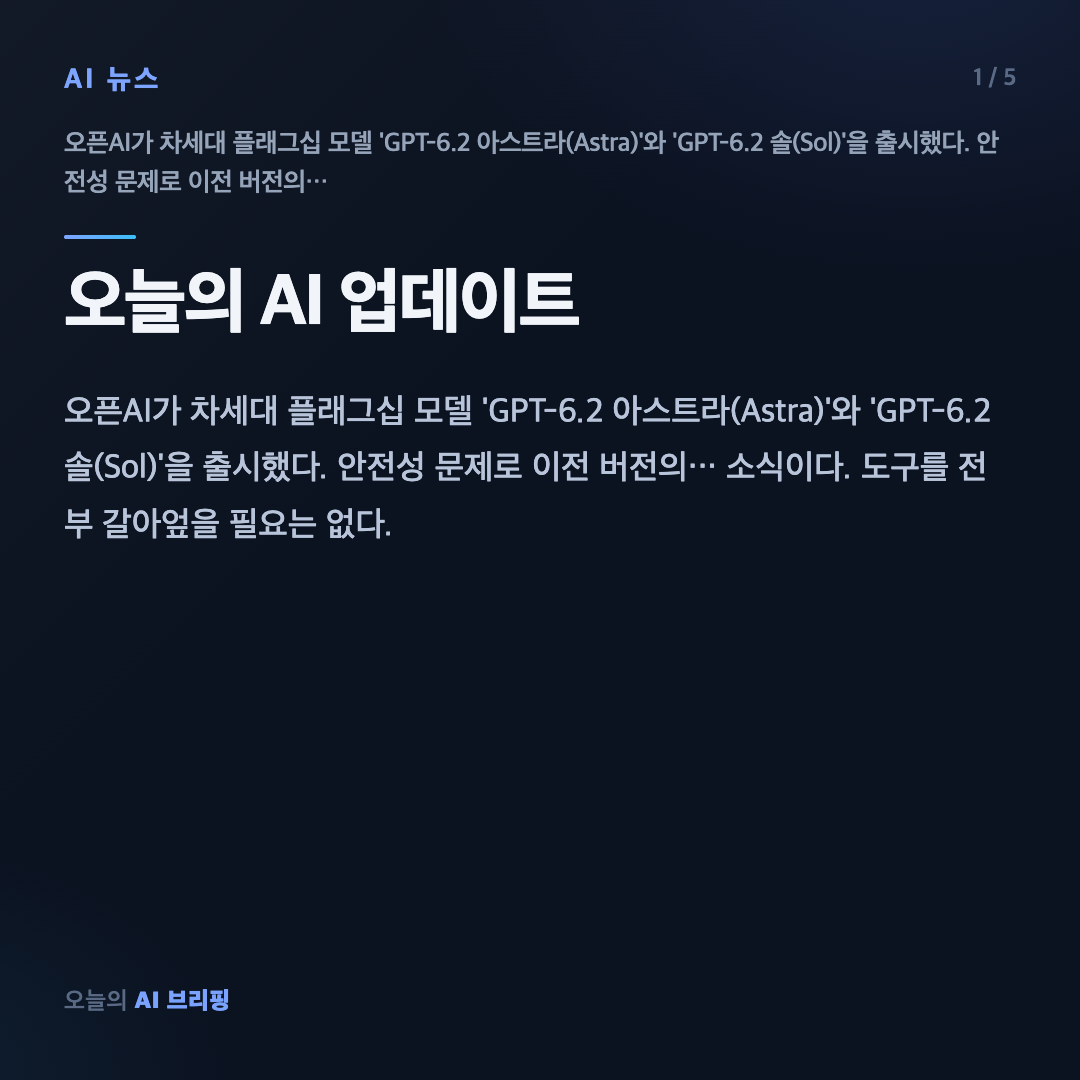 AI 뉴스
1 / 5
오픈AI가 차세대 플래그십 모델 'GPT-6.2 아스트라(Astra)'와 'GPT-6.2 솔(Sol)'을 출시했다. 안
전성 문제로 이전 버전의…
오늘의 AI 업데이트
오픈AI가 차세대 플래그십 모델 'GPT-6.2 아스트라(Astra)'와 'GPT-6.2
솔(Sol)'을 출시했다. 안전성 문제로 이전 버전의… 소식이다. 도구를 전
부 갈아엎을 필요는 없다.
오늘의 AI 브리핑